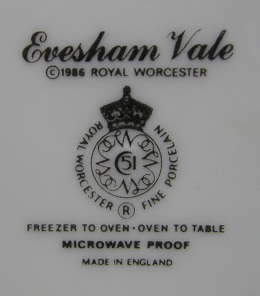 Evesham Vale
©1986 ROYAL WORCESTER
ROYAL WORCESTER ® FINE PORCELAIN
51
FREEZER TO OVEN · OVEN TO TABLE
MICROWAVE PROOF
MADE IN ENGLAND